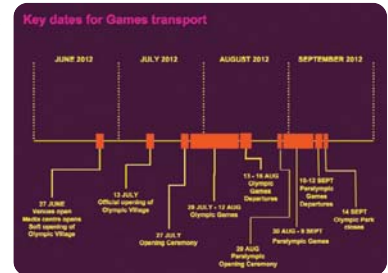 Key dates for Games transport
JUNE 2012
JULY 2012
AUGUST 2012
SEPTEMBER 2012
27 JUNE
Venues open
Media centre opens
Soft opening of
Olympic Village
13 JULY
Official opening of
Olympic Village
27 JULY
Opening Ceremony
28 JULY - 12 AUG
Olympic Games
13 - 16 AUG
Olympic
Games
Departures
29 AUG
Paralympic
Opening Ceremony
30 AUG - 9 SEPT
Paralympic Games
10-12 SEPT
Paralympic
Games
Departures
14 SEPT
Olympic Park
closes